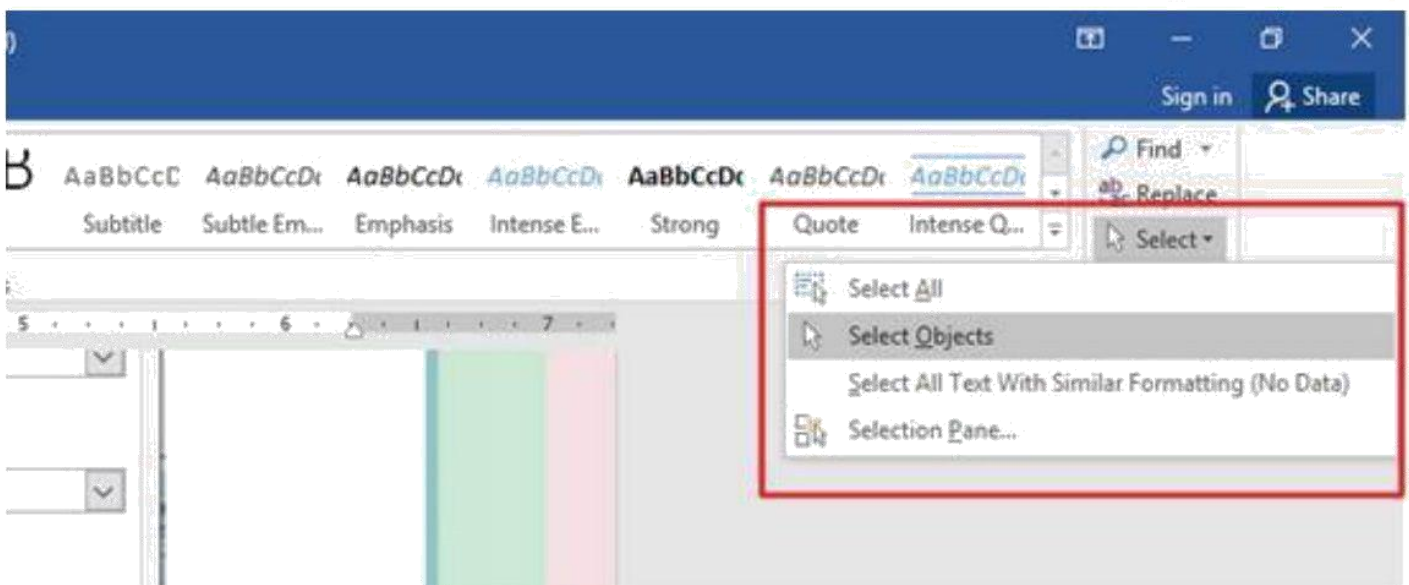 Sign in Share
AaBbCcD AaBbCcDc AaBbCcDc AaBbCcDc AaBbCcDc AaBbCcDc AaBbCcDc
Subtitle Subtle Em... Emphasis Intense E... Strong Quote Intense Q...
Find
Replace
Select
Select All
Select Objects
Select All Text With Similar Formatting (No Data)
Selection Pane...
5 6 7